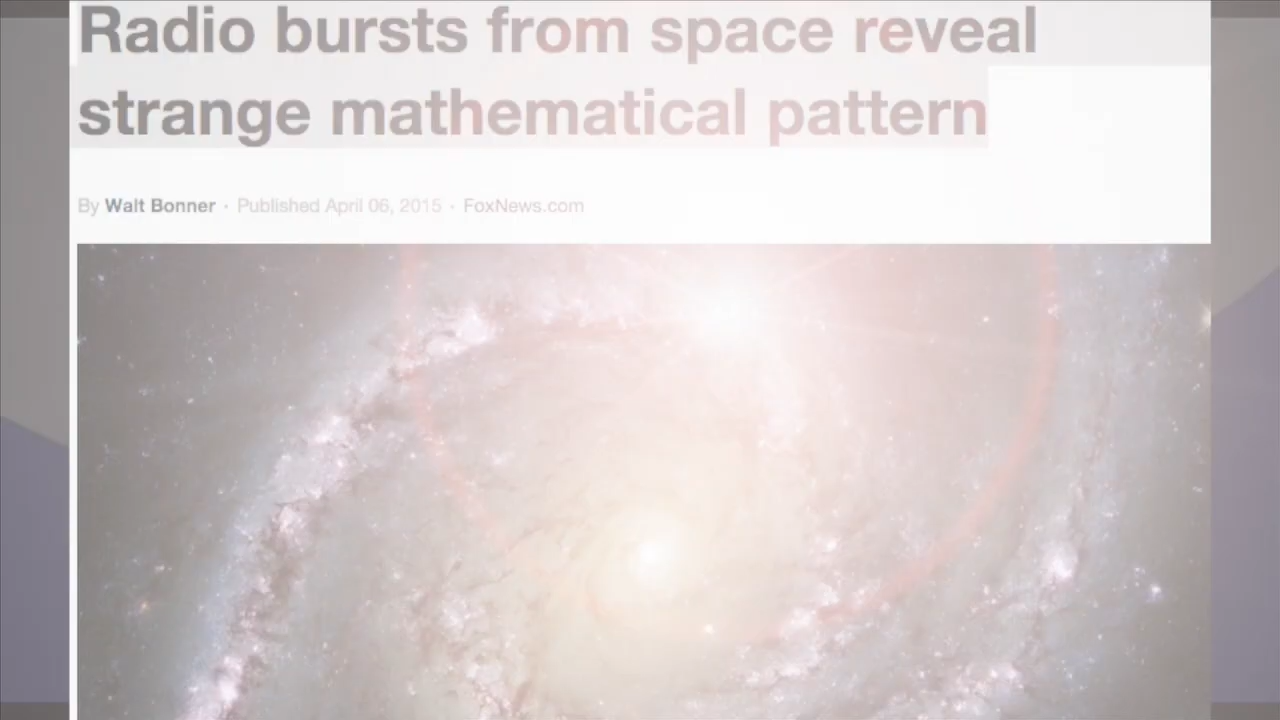 Radio bursts from space reveal
strange mathematical pattern
By Walt Bonner · Published April 06, 2015 · FoxNews.com